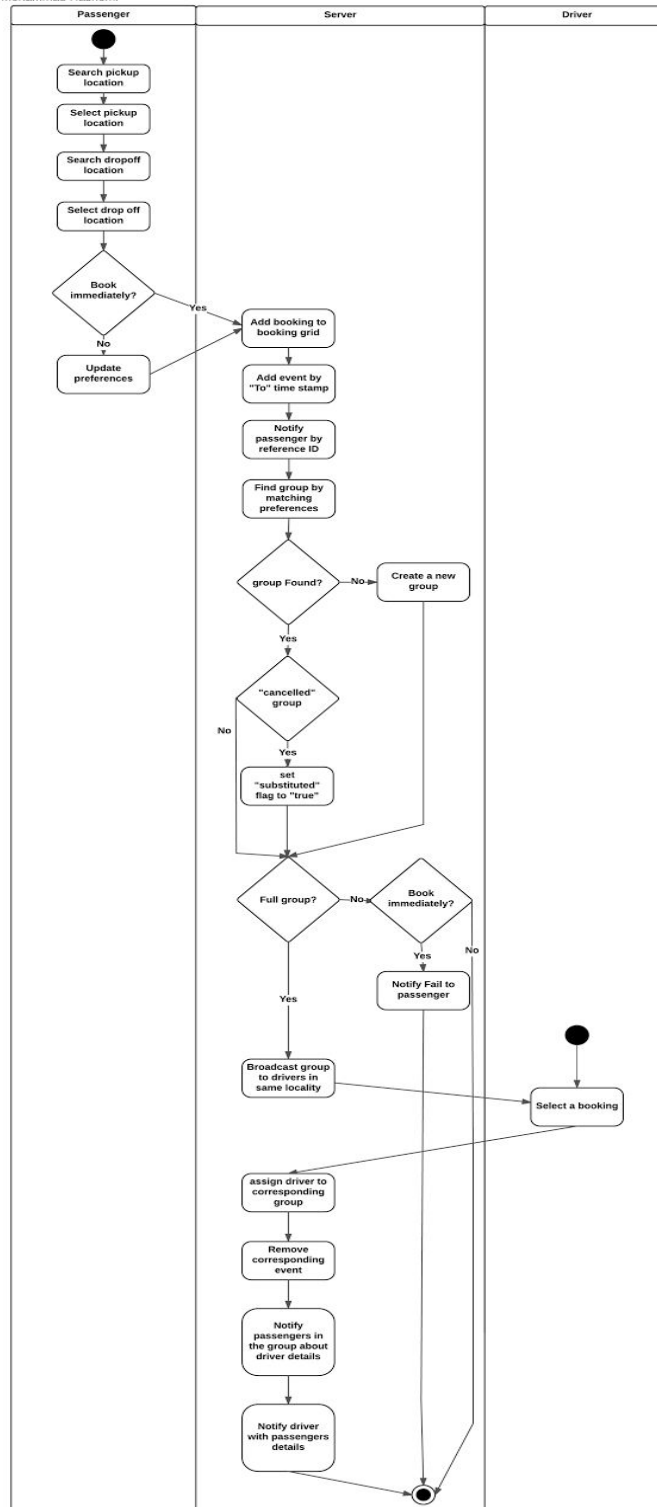 Passenger
Server
Driver
Search pickup
location
Select pickup
location
Search dropoff
location
Select drop off
location
Book
immediately?
Yes
No
Update
preferences
Add booking to
booking grid
Add event by
"To" time stamp
Notify
passenger by
reference ID
Find group by
matching
preferences
group Found?
No
Create a new
group
Yes
"cancelled"
group
No
Yes
set
"substituted"
flag to "true"
Full group?
No
Book
immediately?
No
Yes
Notify Fail to
passenger
Yes
Broadcast group
to drivers in
same locality
Select a booking
assign driver to
corresponding
group
Remove
corresponding
event
Notify
passengers in
the group about
driver details
Notify driver
with passengers
details